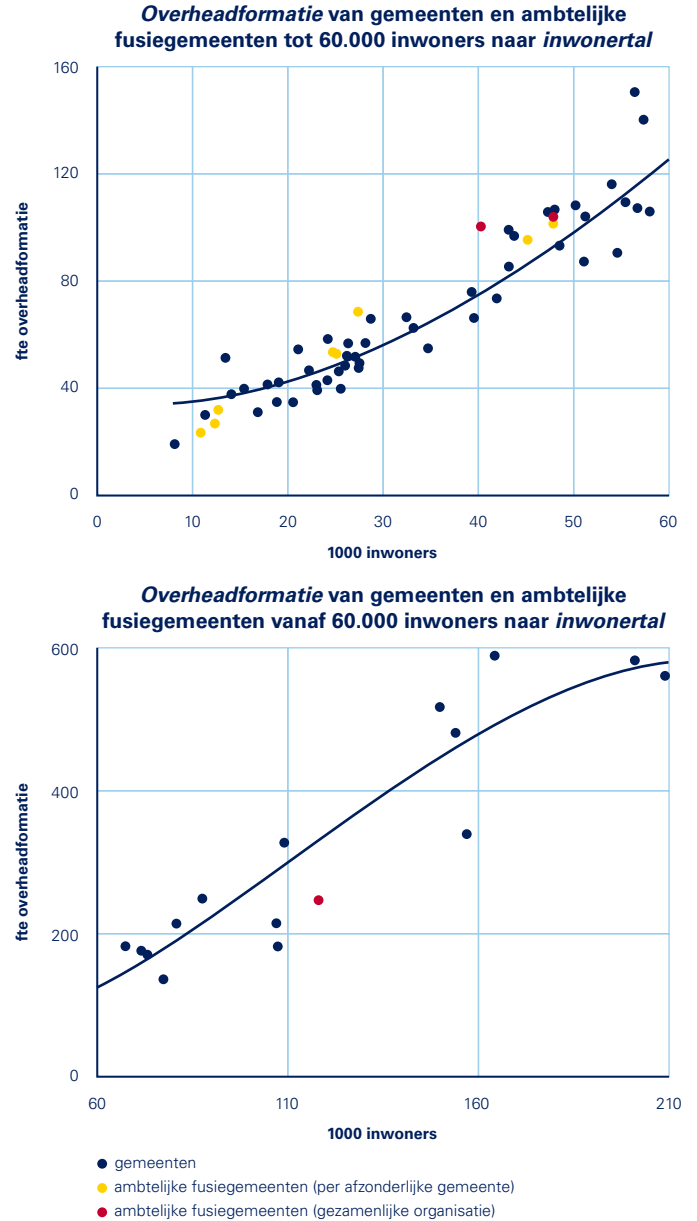 Overheadformatie van gemeenten en ambtelijke
fusiegemeenten tot 60.000 inwoners naar inwonertal
160
120
80
40
0
fte overheadformatie
0 10 20 30 40 50 60
1000 inwoners
Overheadformatie van gemeenten en ambtelijke
fusiegemeenten vanaf 60.000 inwoners naar inwonertal
600
400
200
0
fte overheadformatie
60 110 160 210
1000 inwoners
gemeenten
ambtelijke fusiegemeenten (per afzonderlijke gemeente)
ambtelijke fusiegemeenten (gezamenlijke organisatie)